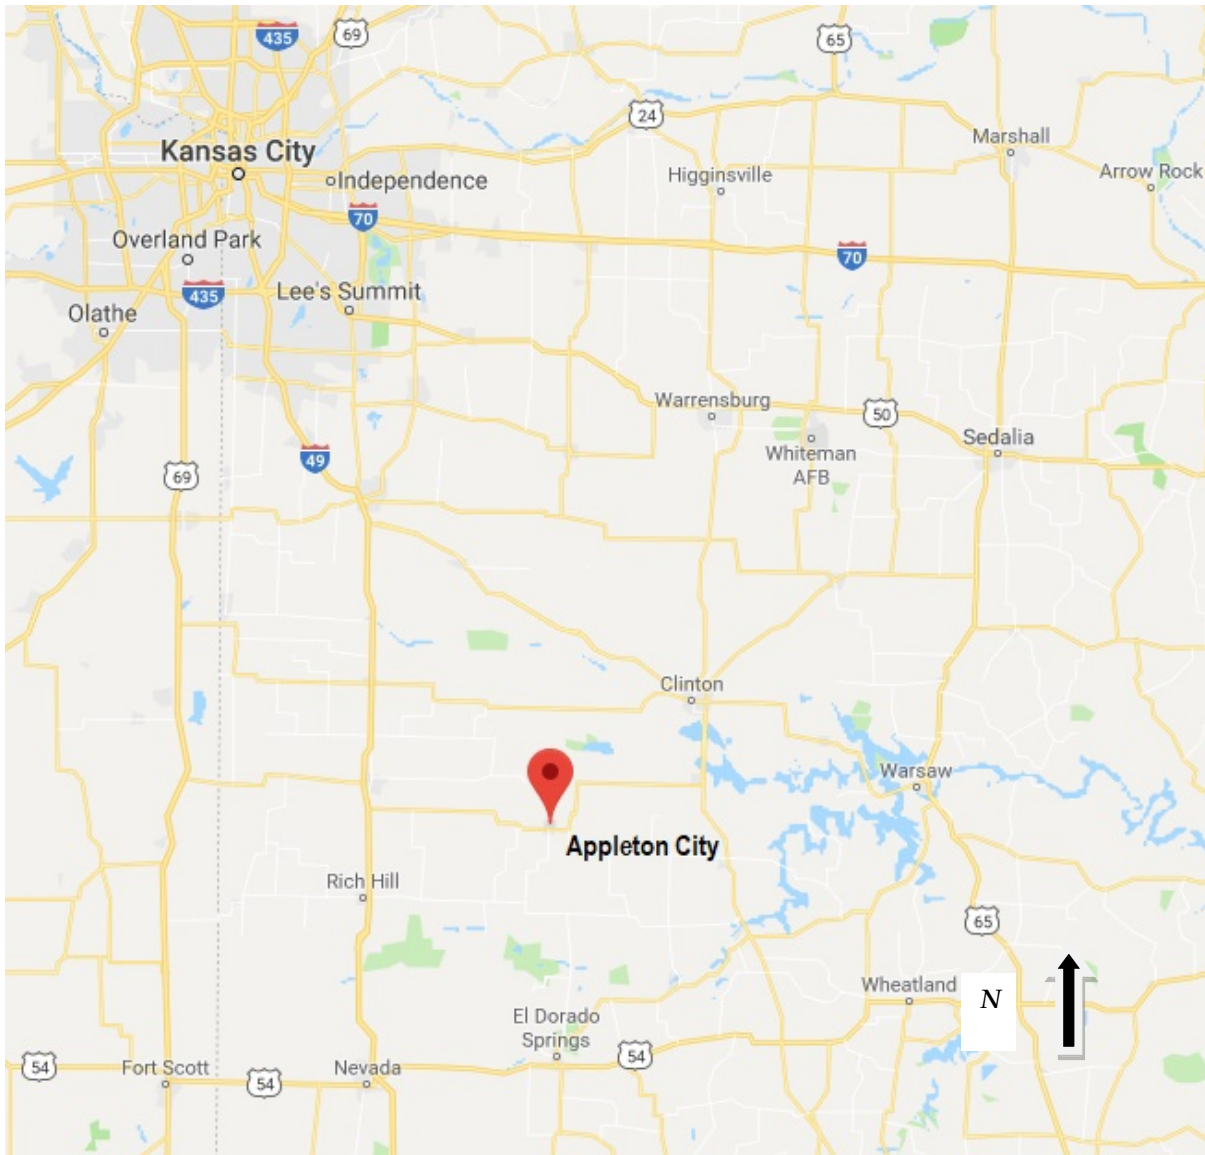 435
69
65
24
Marshall
Kansas City
Independence
Higginsville
Arrow Rock
70
Overland Park
70
435
Lee's Summit
Olathe
Warrensburg
50
Whiteman
AFB
Sedalia
49
69
Clinton
Warsaw
Appleton City
Rich Hill
65
Wheatland
N
El Dorado
Springs
54
54
Fort Scott
54
Nevada